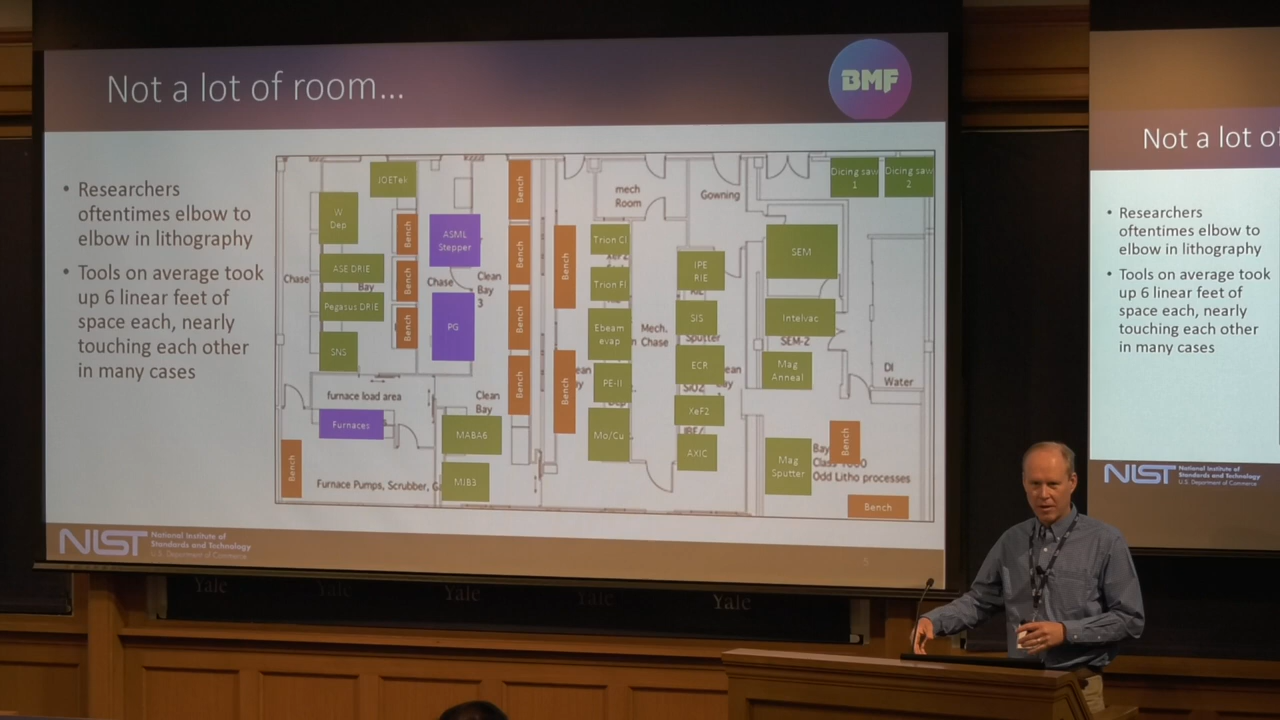 Not a lot of room...
BMF
• Researchers
oftentimes elbow to
elbow in lithography
• Tools on average took
up 6 linear feet of
space each, nearly
touching each other
in many cases
JOETek
W
Dep
ASE DRIE
Bay
Pegasus DRIE
SNS
Chase
furnace load area
Furnaces
Bench
Furnace Pumps, Scrubber, G
Bench
Bench
Bench
ASML
Stepper
Chase
Clean
Bay
3
PG
Clean
Bay
MABA6
MJB3
Bench
Bench
Bench
Bench
Bench
Bench
mech
Room
Gowning
Trion Cl
Trion Fl
Ebeam
evap
PE-II
Mo/Cu
Mech.
Chase
IPE
RIE
SIS
Sputter
ECR
XeF2
AXIC
Dicing saw
1
Dicing saw
2
SEM
Intelvac
SEM-2
Mag
Anneal
DI
Water
Mag
Sputter
Bench
Bay
Odd Litho processes
Bench
NIST
National Institute of
Standards and Technology
U.S. Department of Commerce
5
Yale
Yale
Yale
Yale
Yale
Not a lot of
• Researchers
oftentimes elbow to
elbow in lithography
• Tools on average took
up 6 linear feet of
space each, nearly
touching each other
in many cases
NIST
National Institute of
Standards and Technology
U.S. Department of Commerce